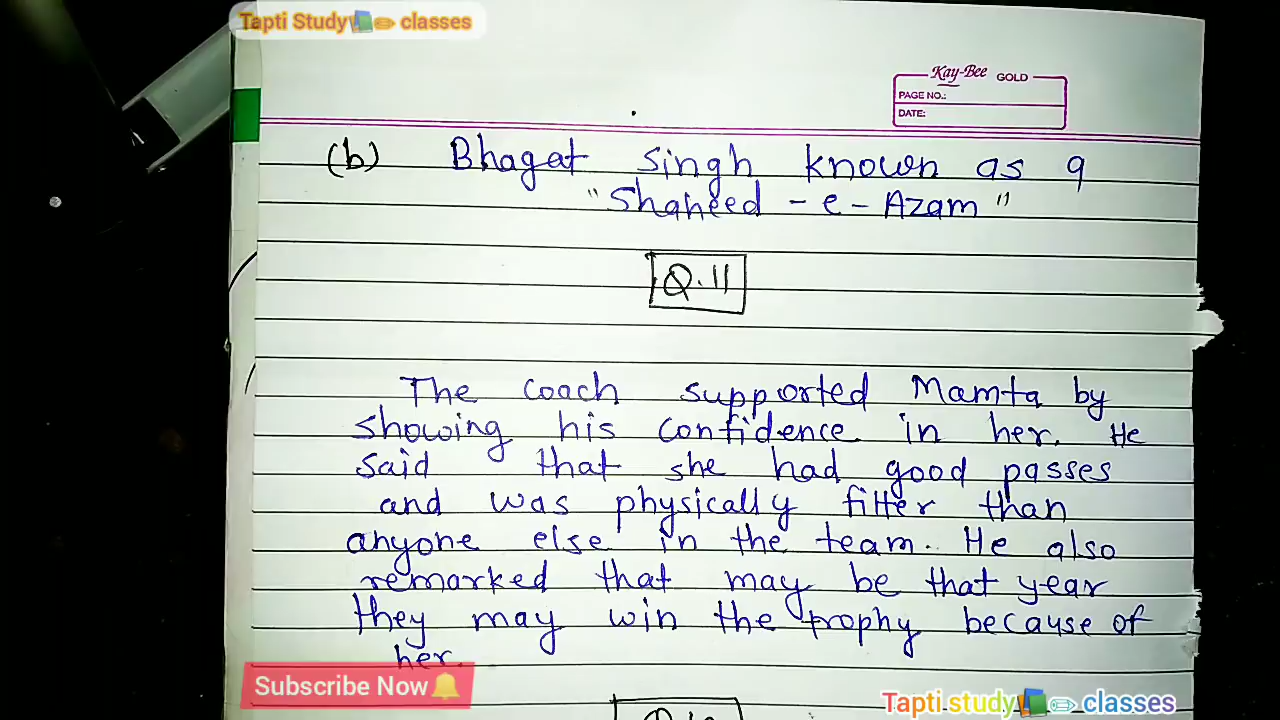 Tapti Study📚✏️ classes
Kay-Bee GOLD
PAGE NO.:
DATE:
(b) Bhagat singh known as a
"Shaheed - e - Azam"
Q.11
The coach supported Mamta by
showing his confidence in her. He
said that she had good passes
and was physically fitter than
anyone else in the team. He also
remarked that may be that year
they may win the trophy because of
her.
Subscribe Now🔔
Tapti study📚✏️ classes